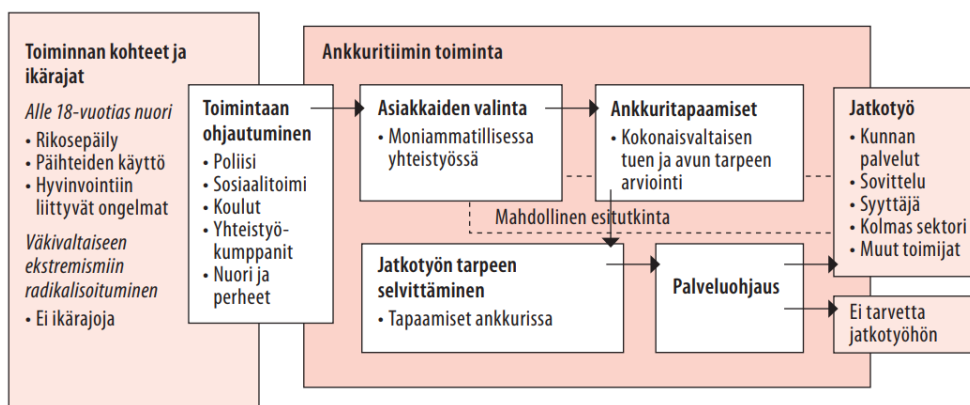 Toiminnan kohteet ja
ikärajat
Alle 18-vuotias nuori
• Rikosepäily
• Päihteiden käyttö
• Hyvinvointiin
liittyvät ongelmat
Väkivaltaiseen
ekstremismiin
radikalisoituminen
• Ei ikärajoja
Toimintaan
ohjautuminen
• Poliisi
• Sosiaalitoimi
• Koulut
• Yhteistyö-
kumppanit
• Nuori ja
perheet
Ankkuritiimin toiminta
Asiakkaiden valinta
• Moniammatillisessa
yhteistyössä
Ankkuritapaamiset
• Kokonaisvaltaisen
tuen ja avun tarpeen
arviointi
Mahdollinen esitutkinta
Jatkotyön tarpeen
selvittäminen
• Tapaamiset ankkurissa
Palveluohjaus
Jatkotyö
• Kunnan
palvelut
• Sovittelu
• Syyttäjä
• Kolmas sektori
• Muut toimijat
Ei tarvetta
jatkotyöhön